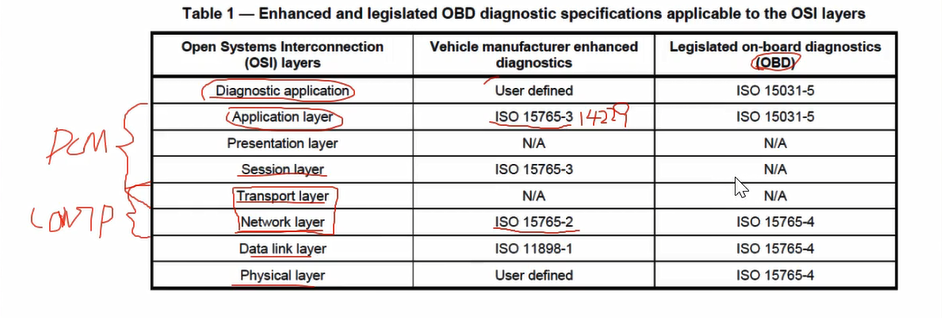 Table 1 — Enhanced and legislated OBD diagnostic specifications applicable to the OSI layers
Open Systems Interconnection (OSI) layers | Vehicle manufacturer enhanced diagnostics | Legislated on-board diagnostics (OBD)
Diagnostic application | User defined | ISO 15031-5
Application layer | ISO 15765-3 14229 | ISO 15031-5
Presentation layer | N/A | N/A
DCM
Session layer | ISO 15765-3 | N/A
Transport layer | N/A | N/A
Network layer | ISO 15765-2 | ISO 15765-4
Data link layer | ISO 11898-1 | ISO 15765-4
Physical layer | User defined | ISO 15765-4